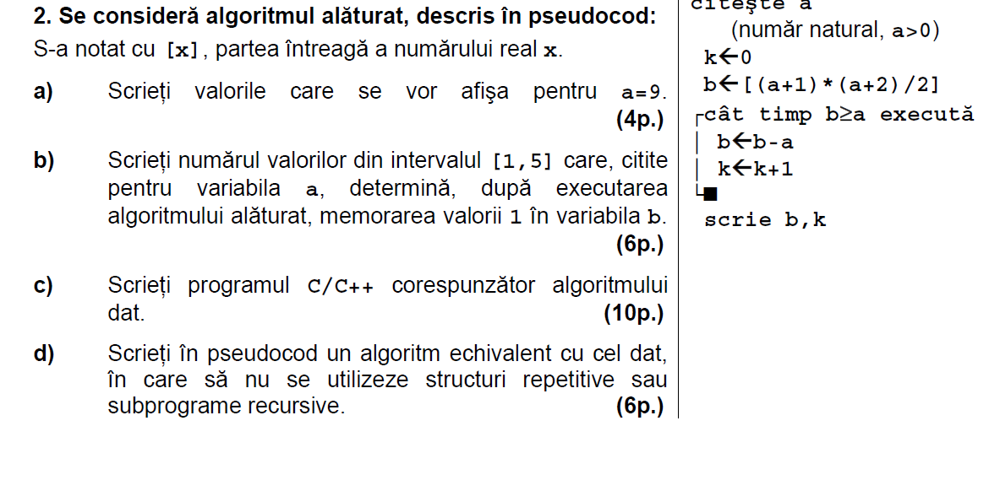 2. Se consideră algoritmul alăturat, descris în pseudocod:
S-a notat cu [x], partea întreagă a numărului real x.
a) Scrieți valorile care se vor afişa pentru a=9.
(4p.)
b) Scrieți numărul valorilor din intervalul [1,5] care, citite
pentru variabila a, determină, după executarea
algoritmului alăturat, memorarea valorii 1 în variabila b.
(6p.)
c) Scrieți programul C/C++ corespunzător algoritmului
dat. (10p.)
d) Scrieți în pseudocod un algoritm echivalent cu cel dat,
în care să nu se utilizeze structuri repetitive sau
subprograme recursive. (6p.)
citeşte a
(număr natural, a>0)
k←0
b←[(a+1)*(a+2)/2]
┌cât timp b≥a execută
│ b←b-a
│ k←k+1
└■
scrie b,k